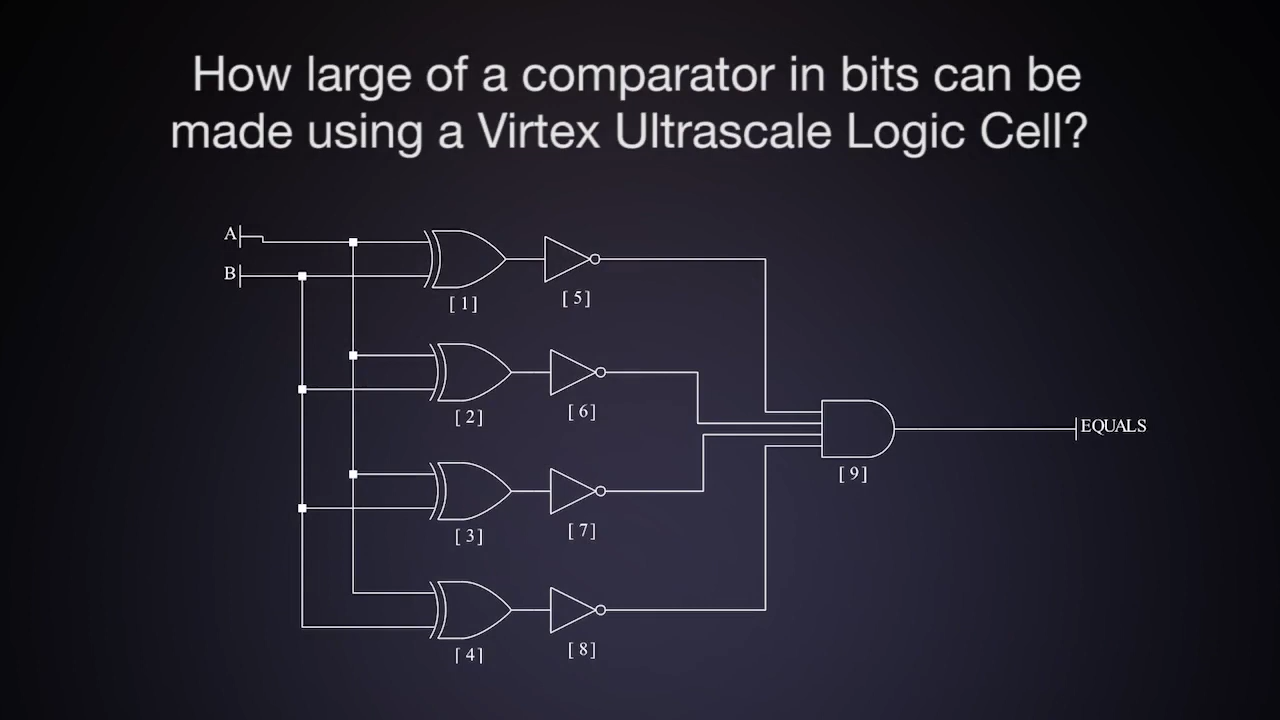 How large of a comparator in bits can be
made using a Virtex Ultrascale Logic Cell?
A
B
[ 1]
[ 5]
[ 2]
[ 6]
EQUALS
[ 9]
[ 3]
[ 7]
[ 4]
[ 8]